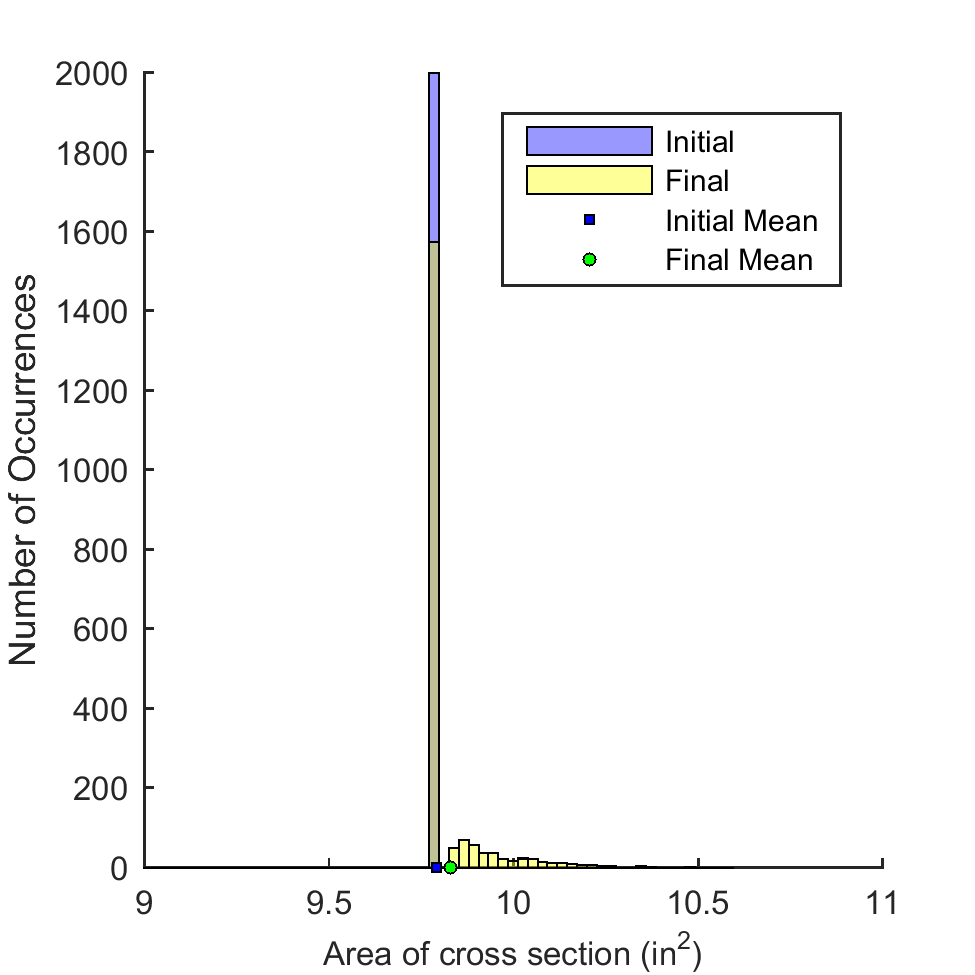 2000
1800
1600
1400
1200
1000
800
600
400
200
0
Number of Occurrences
Initial
Final
Initial Mean
Final Mean
9
9.5
10
10.5
11
Area of cross section (in²)